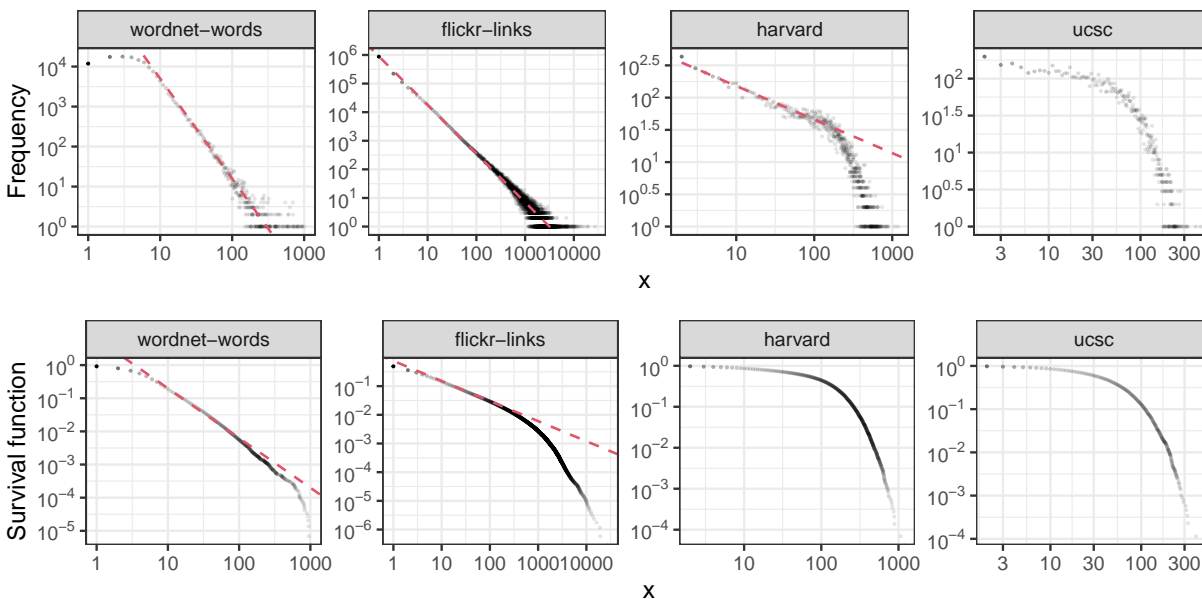 wordnet−words flickr−links harvard ucsc
Frequency
10^4 10^3 10^2 10^1 10^0
10^6 10^5 10^4 10^3 10^2 10^1 10^0
10^2.5 10^2 10^1.5 10^1 10^0.5 10^0
10^2 10^1.5 10^1 10^0.5 10^0
1 10 100 1000 1 10 100 1000 10000 10 100 1000 3 10 30 100 300
x
wordnet−words flickr−links harvard ucsc
Survival function
10^0 10^−1 10^−2 10^−3 10^−4 10^−5
10^−1 10^−2 10^−3 10^−4 10^−5 10^−6
10^0 10^−1 10^−2 10^−3 10^−4
10^0 10^−1 10^−2 10^−3 10^−4
1 10 100 1000 1 10 100 1000 10000 10 100 1000 3 10 30 100 300
x